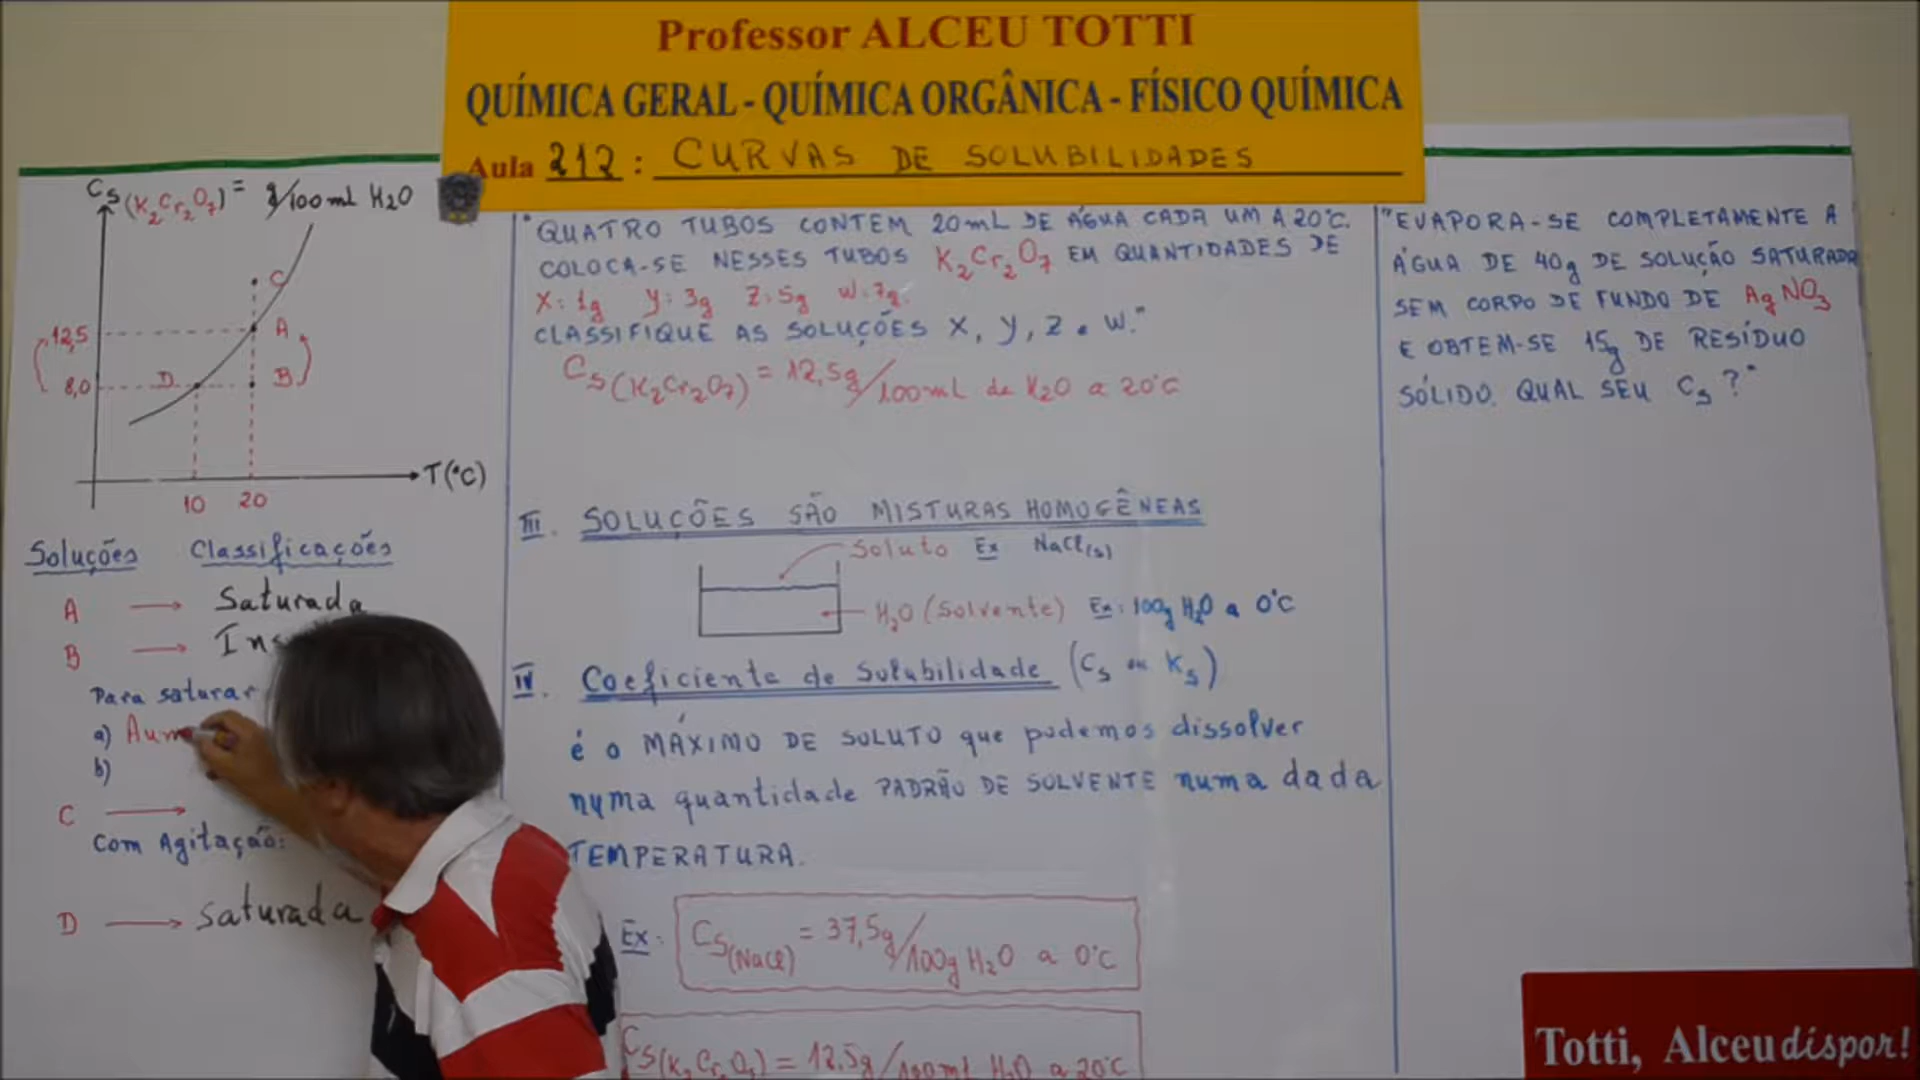 Professor ALCEU TOTTI
QUÍMICA GERAL - QUÍMICA ORGÂNICA - FÍSICO QUÍMICA
Aula 212: CURVAS DE SOLUBILIDADES
Cs(K2Cr2O7) = g/100ml H2O
C
12,5
A
8,0
D
B
T(°C)
10 20
Soluções Classificações
A → Saturada
B →
Para saturar
a)
b)
C →
Com Agitação:
D → Saturada
"QUATRO TUBOS CONTEM 20mL DE ÁGUA CADA UM A 20°C.
COLOCA-SE NESSES TUBOS K2Cr2O7 EM QUANTIDADES DE
X: 1g Y: 3g Z: 5g W: 7g.
CLASSIFIQUE AS SOLUÇÕES X, Y, Z e W."
Cs(K2Cr2O7) = 12,5g/100mL de H2O a 20°C
III. SOLUÇÕES SÃO MISTURAS HOMOGÊNEAS
Soluto Ex NaCl(s)
H2O (Solvente) Ex: 100g H2O a 0°C
IV. Coeficiente de Solubilidade (Cs ou Ks)
é o MÁXIMO DE SOLUTO que podemos dissolver
numa quantidade PADRÃO DE SOLVENTE numa dada
TEMPERATURA.
Ex: Cs(NaCl) = 37,5g/100g H2O a 0°C
Cs(K2Cr2O7) = 12,5g/100ml H2O a 20°C
"EVAPORA-SE COMPLETAMENTE A
ÁGUA DE 40g DE SOLUÇÃO SATURADA
SEM CORPO DE FUNDO DE AgNO3
E OBTEM-SE 15g DE RESÍDUO
SÓLIDO. QUAL SEU Cs?"
Totti, Alceu díspor!